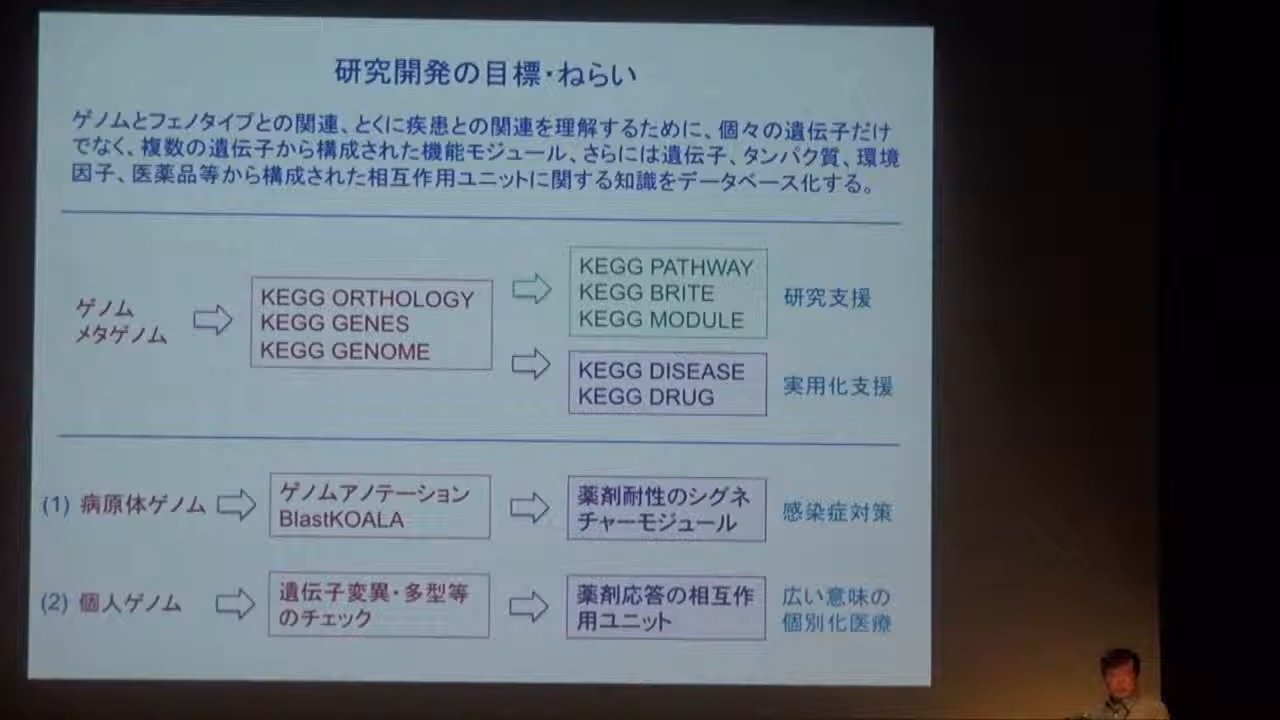 研究開発の目標・ねらい
ゲノムとフェノタイプとの関連、とくに疾患との関連を理解するために、個々の遺伝子だけ
でなく、複数の遺伝子から構成された機能モジュール、さらには遺伝子、タンパク質、環境
因子、医薬品等から構成された相互作用ユニットに関する知識をデータベース化する。
ゲノム
メタゲノム
KEGG ORTHOLOGY
KEGG GENES
KEGG GENOME
KEGG PATHWAY
KEGG BRITE
KEGG MODULE
研究支援
KEGG DISEASE
KEGG DRUG
実用化支援
(1) 病原体ゲノム
ゲノムアノテーション
BlastKOALA
薬剤耐性のシグネ
チャーモジュール
感染症対策
(2) 個人ゲノム
遺伝子変異・多型等
のチェック
薬剤応答の相互作
用ユニット
広い意味の
個別化医療